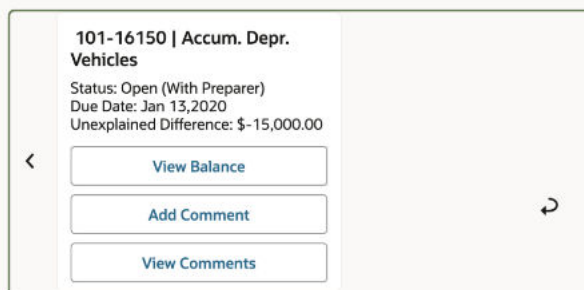 101-16150 | Accum. Depr.
Vehicles
Status: Open (With Preparer)
Due Date: Jan 13,2020
Unexplained Difference: $-15,000.00
View Balance
Add Comment
View Comments